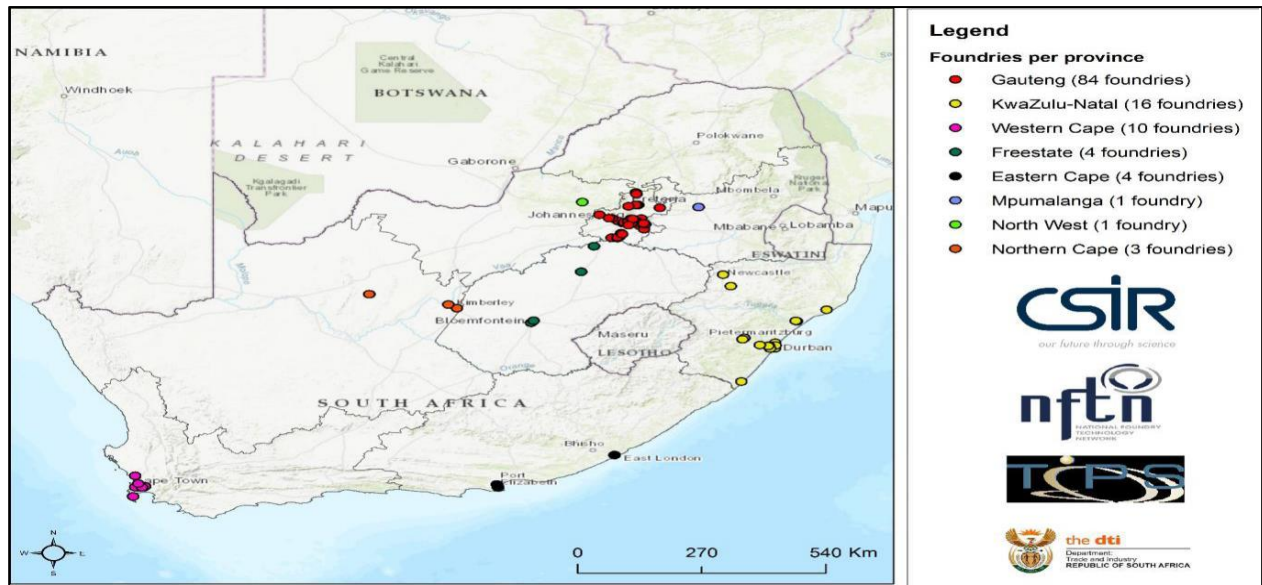 NAMIBIA
Windhoek
Central
Kalahari
Game Reserve
BOTSWANA
KALAHARI
DESERT
Kgalagadi
Transfrontier
Park
Gaborone
Polokwane
Kruger
National
Park
Mbombela
Johannesburg
Mapu
Mbabane
Lobamba
ESWATINI
Newcastle
Vaal
Kimberley
Bloemfontein
Maseru
LESOTHO
Pietermaritzburg
Durban
Orange
SOUTH AFRICA
Bhisho
East London
Port
Elizabeth
Cape Town
N
W E
S
0 270 540 Km
Legend
Foundries per province
Gauteng (84 foundries)
KwaZulu-Natal (16 foundries)
Western Cape (10 foundries)
Freestate (4 foundries)
Eastern Cape (4 foundries)
Mpumalanga (1 foundry)
North West (1 foundry)
Northern Cape (3 foundries)
CSIR
our future through science
nftn
NATIONAL FOUNDRY
TECHNOLOGY
NETWORK
TIPS
the dti
Department:
Trade and Industry
REPUBLIC OF SOUTH AFRICA